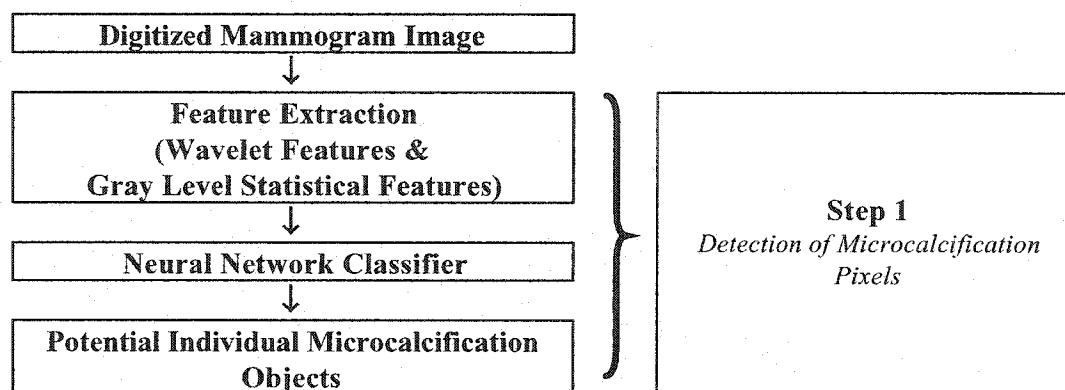 Digitized Mammogram Image
Feature Extraction
(Wavelet Features &
Gray Level Statistical Features)
Neural Network Classifier
Potential Individual Microcalcification
Objects
Step 1
Detection of Microcalcification
Pixels